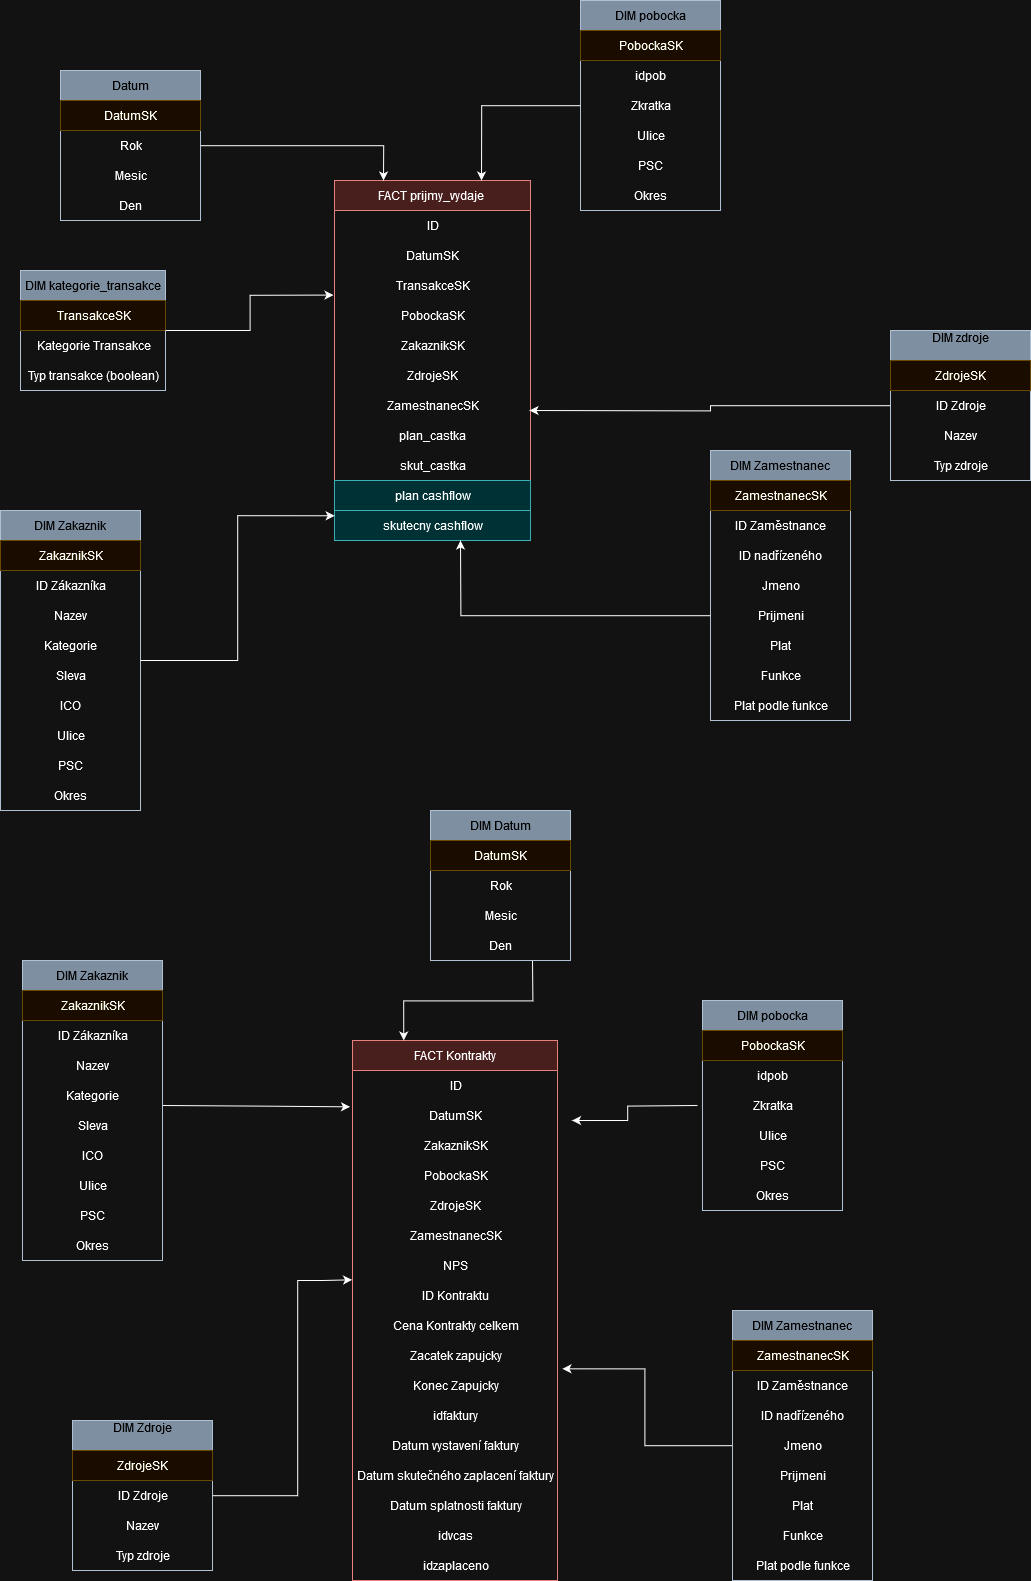 DIM pobocka
PobockaSK
idpob
Zkratka
Ulice
PSC
Okres
Datum
DatumSK
Rok
Mesic
Den
FACT prijmy_vydaje
ID
DatumSK
TransakceSK
PobockaSK
ZakaznikSK
ZdrojeSK
ZamestnanecSK
plan_castka
skut_castka
plan cashflow
skutecny cashflow
DIM kategorie_transakce
TransakceSK
Kategorie Transakce
Typ transakce (boolean)
DIM zdroje
ZdrojeSK
ID Zdroje
Nazev
Typ zdroje
DIM Zamestnanec
ZamestnanecSK
ID Zaměstnance
ID nadřízeného
Jmeno
Prijmeni
Plat
Funkce
Plat podle funkce
DIM Zakaznik
ZakaznikSK
ID Zákazníka
Nazev
Kategorie
Sleva
ICO
Ulice
PSC
Okres
DIM Datum
DatumSK
Rok
Mesic
Den
DIM Zakaznik
ZakaznikSK
ID Zákazníka
Nazev
Kategorie
Sleva
ICO
Ulice
PSC
Okres
DIM pobocka
PobockaSK
idpob
Zkratka
Ulice
PSC
Okres
FACT Kontrakty
ID
DatumSK
ZakaznikSK
PobockaSK
ZdrojeSK
ZamestnanecSK
NPS
ID Kontraktu
Cena Kontrakty celkem
Zacatek zapujcky
Konec Zapujcky
idfaktury
Datum vystavení faktury
Datum skutečného zaplacení faktury
Datum splatnosti faktury
idvcas
idzaplaceno
DIM Zamestnanec
ZamestnanecSK
ID Zaměstnance
ID nadřízeného
Jmeno
Prijmeni
Plat
Funkce
Plat podle funkce
DIM Zdroje
ZdrojeSK
ID Zdroje
Nazev
Typ zdroje